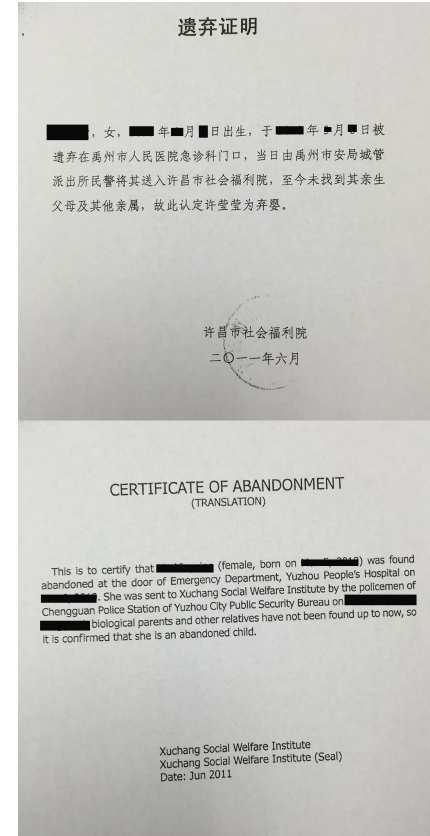 遗弃证明
，女， 年 月 日出生，于 年 月 日被
遗弃在禹州市人民医院急诊科门口，当日由禹州市安局城管
派出所民警将其送入许昌市社会福利院，至今未找到其亲生
父母及其他亲属，故此认定许莹莹为弃婴。
许昌市社会福利院
二〇一一年六月
CERTIFICATE OF ABANDONMENT
(TRANSLATION)
This is to certify that (female, born on ) was found
abandoned at the door of Emergency Department, Yuzhou People's Hospital on
. She was sent to Xuchang Social Welfare Institute by the policemen of
Chengguan Police Station of Yuzhou City Public Security Bureau on
biological parents and other relatives have not been found up to now, so
it is confirmed that she is an abandoned child.
Xuchang Social Welfare Institute
Xuchang Social Welfare Institute (Seal)
Date: Jun 2011